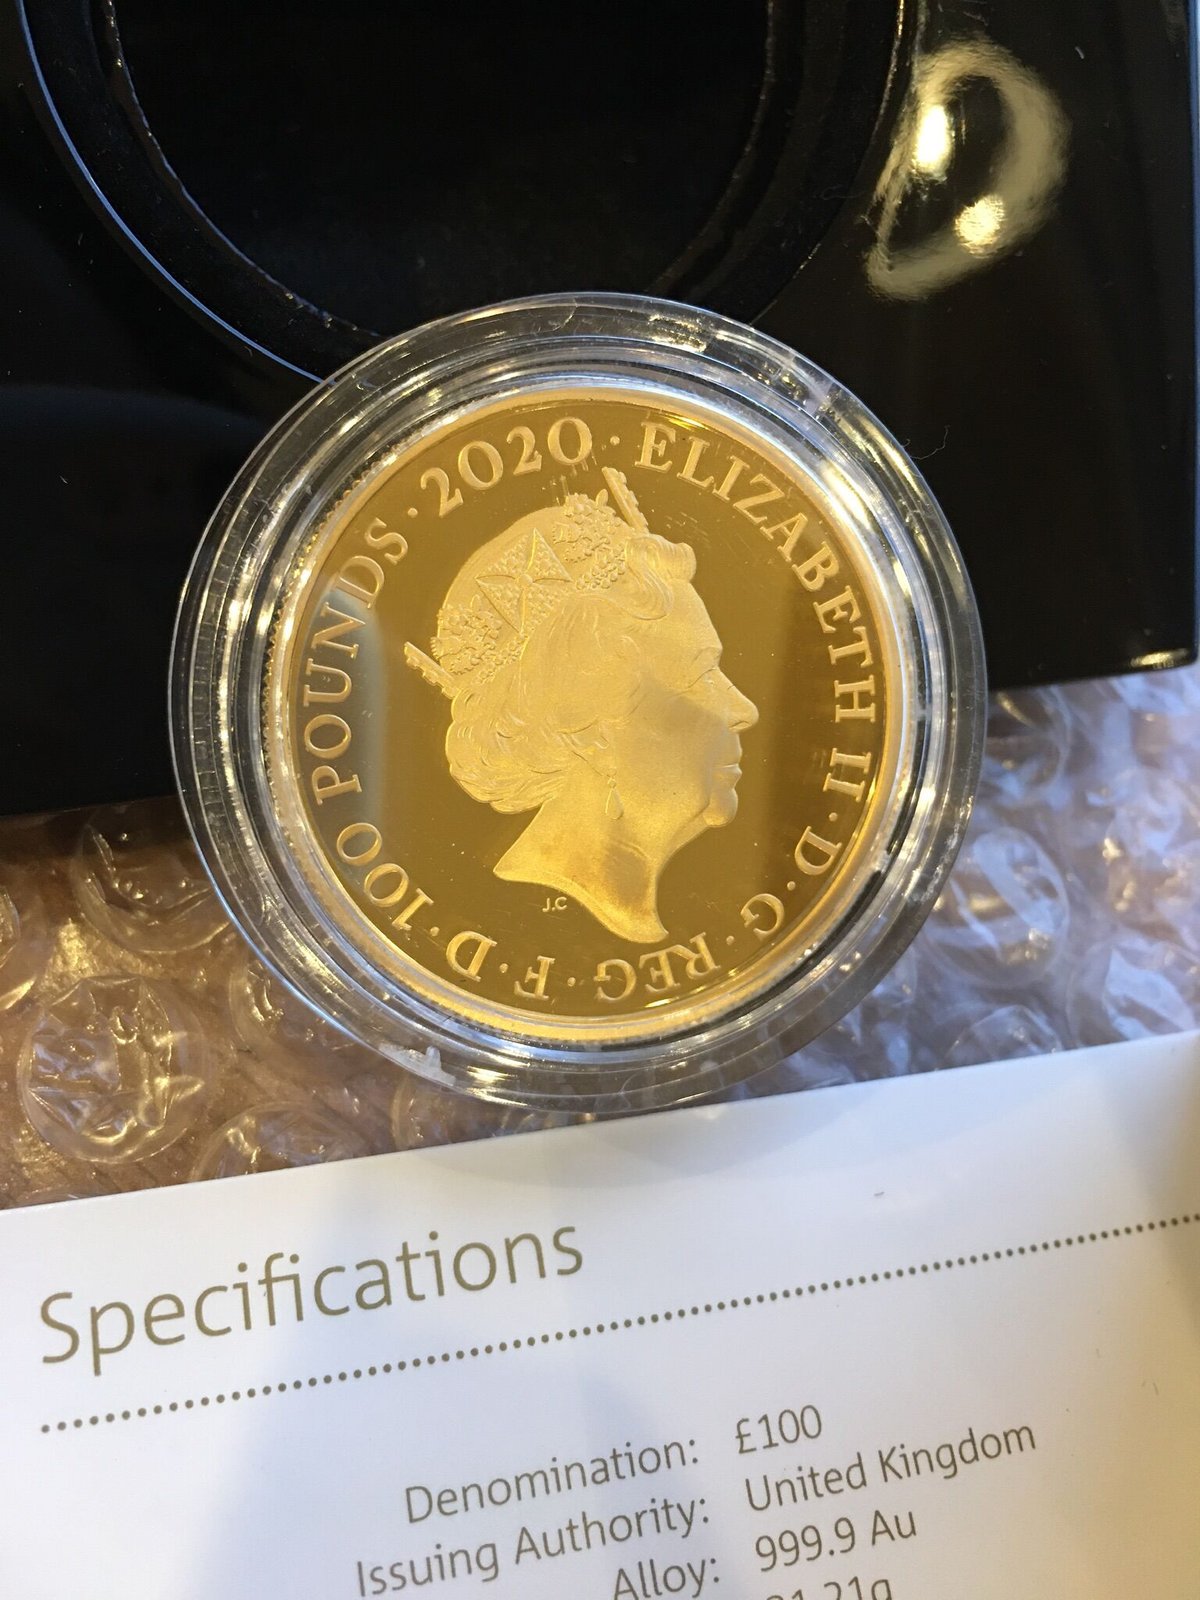 ELIZABETH II · D · G · REG · F · D · 100 POUNDS · 2020 ·
J.C
Specifications
Denomination: £100
Issuing Authority: United Kingdom
Alloy: 999.9 Au